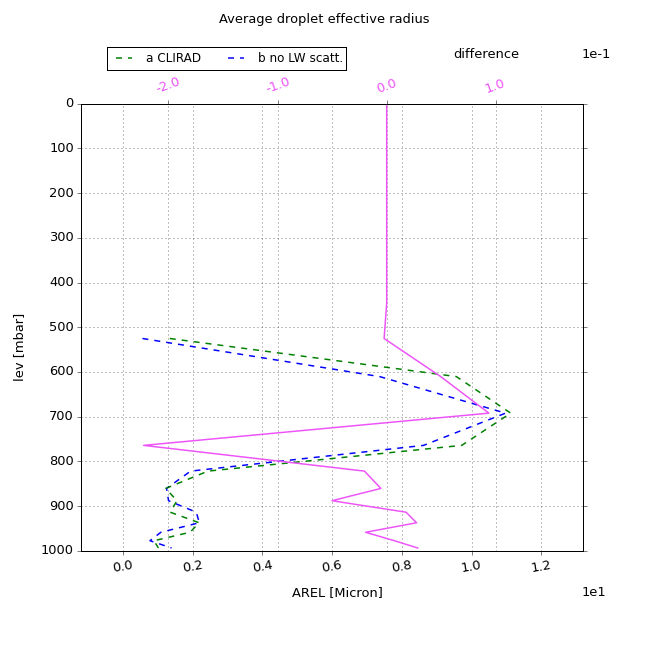 Average droplet effective radius
a CLIRAD
b no LW scatt.
difference
1e-1
-2.0
-1.0
0.0
1.0
0
100
200
300
400
500
600
700
800
900
1000
lev [mbar]
0.0
0.2
0.4
0.6
0.8
1.0
1.2
AREL [Micron]
1e1